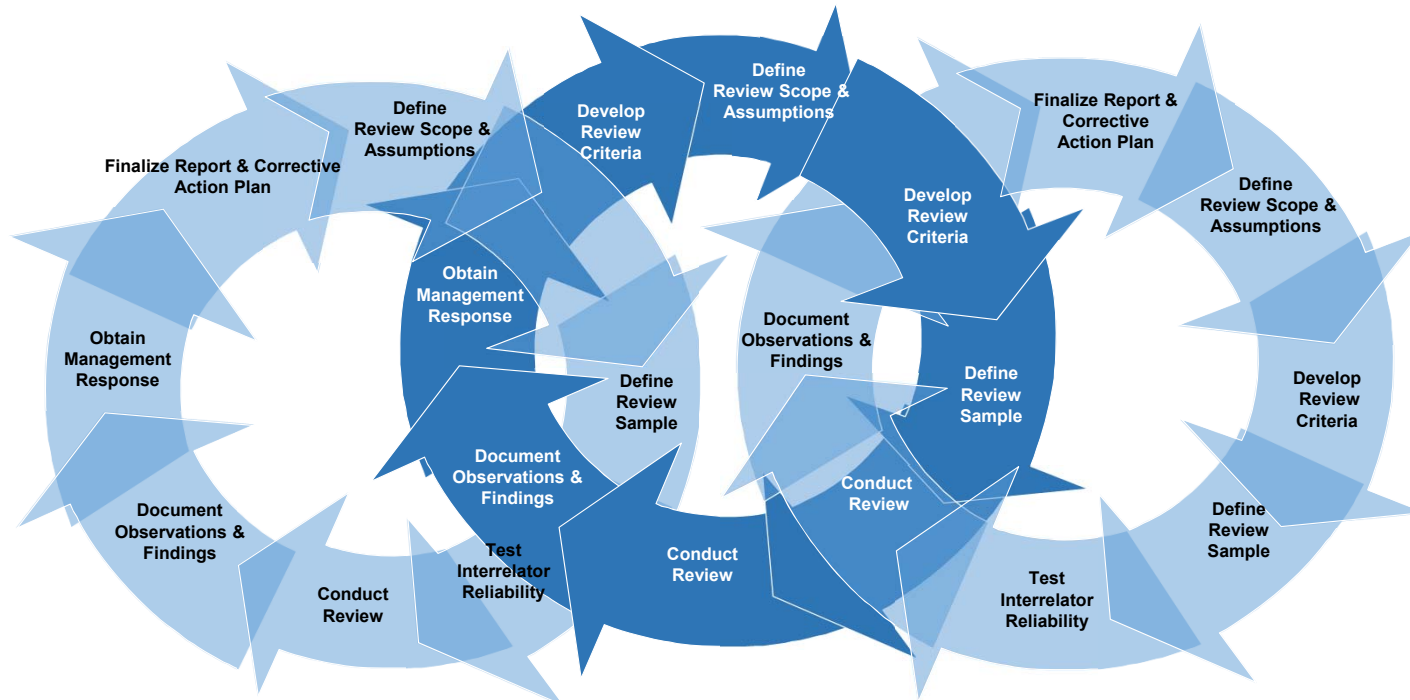 Define
Review Scope &
Assumptions
Finalize Report & Corrective
Action Plan
Obtain
Management
Response
Document
Observations &
Findings
Conduct
Review
Test
Interrelator
Reliability
Define
Review
Sample
Develop
Review
Criteria
Define
Review Scope &
Assumptions
Develop
Review
Criteria
Define
Review
Sample
Conduct
Review
Document
Observations &
Findings
Obtain
Management
Response
Document
Observations &
Findings
Conduct
Review
Finalize Report &
Corrective
Action Plan
Define
Review Scope &
Assumptions
Develop
Review
Criteria
Define
Review
Sample
Test
Interrelator
Reliability